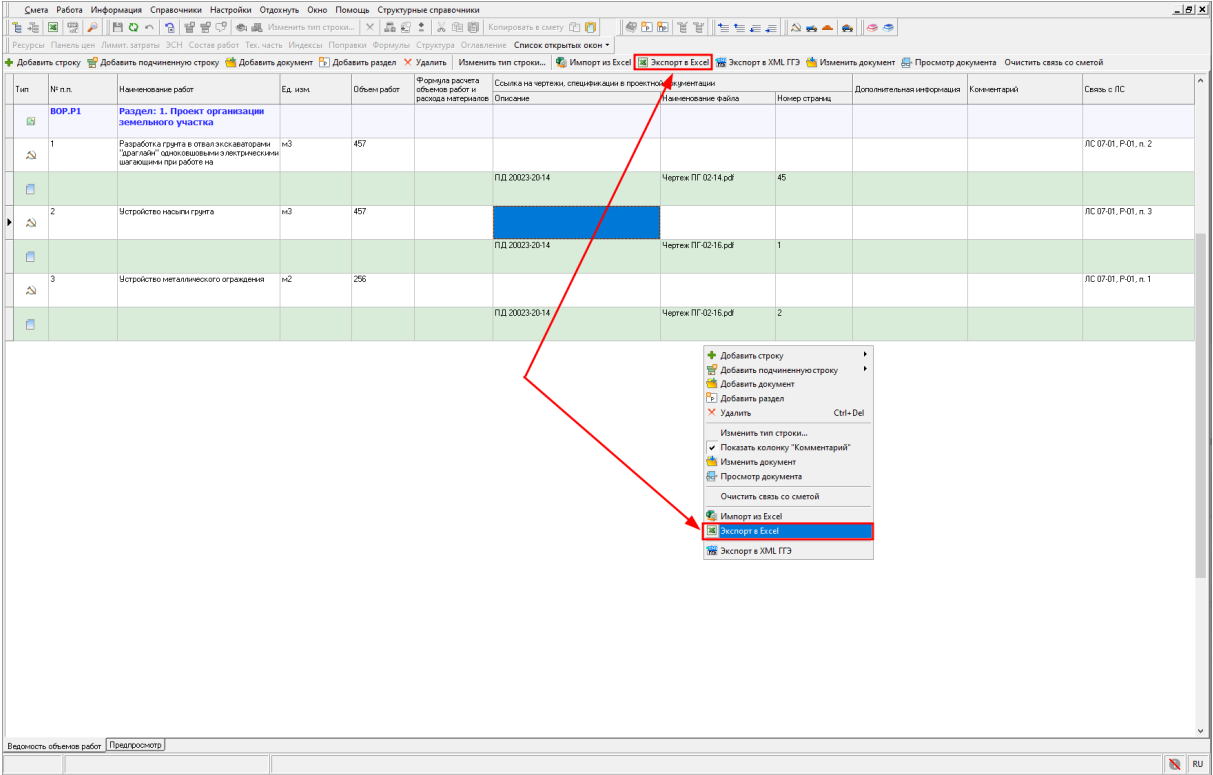 Смета Работа Информация Справочники Настройки Отдохнуть Окно Помощь Структурные справочники
Изменить тип строки... Копировать в смету
Ресурсы Панель цен Лимит. затраты ЭСН Состав работ Тех. часть Индексы Поправки Формулы Структура Оглавление Список открытых окон
Добавить строку Добавить подчиненную строку Добавить документ Добавить раздел Удалить Изменить тип строки... Импорт из Excel Экспорт в Excel Экспорт в XML ГГЭ Изменить документ Просмотр документа Очистить связь со сметой
Тип № п.п. Наименование работ Ед. изм. Объем работ Формула расчета объемов работ и расхода материалов Ссылка на чертежи, спецификации в проектной документации Дополнительная информация Комментарий Связь с ЛС
Описание Наименование файла Номер страниц
ВОР.Р1 Раздел: 1. Проект организации
земельного участка
1 Разработка грунта в отвал экскаваторами м3 457 ЛС 07-01, Р-01, п. 2
"драглайн" одноковшовыми электрическими
шагающими при работе на
ПД 20023-20-14 Чертеж ПГ 02-14.pdf 45
2 Устройство насыпи грунта м3 457 ЛС 07-01, Р-01, п. 3
ПД 20023-20-14 Чертеж ПГ-02-16.pdf 1
3 Устройство металлического ограждения м2 256 ЛС 07-01, Р-01, п. 1
ПД 20023-20-14 Чертеж ПГ-02-16.pdf 2
Добавить строку
Добавить подчиненную строку
Добавить документ
Добавить раздел
Удалить Ctrl+Del
Изменить тип строки...
Показать колонку "Комментарий"
Изменить документ
Просмотр документа
Очистить связь со сметой
Импорт из Excel
Экспорт в Excel
Экспорт в XML ГГЭ
Ведомость объемов работ Предпросмотр
RU